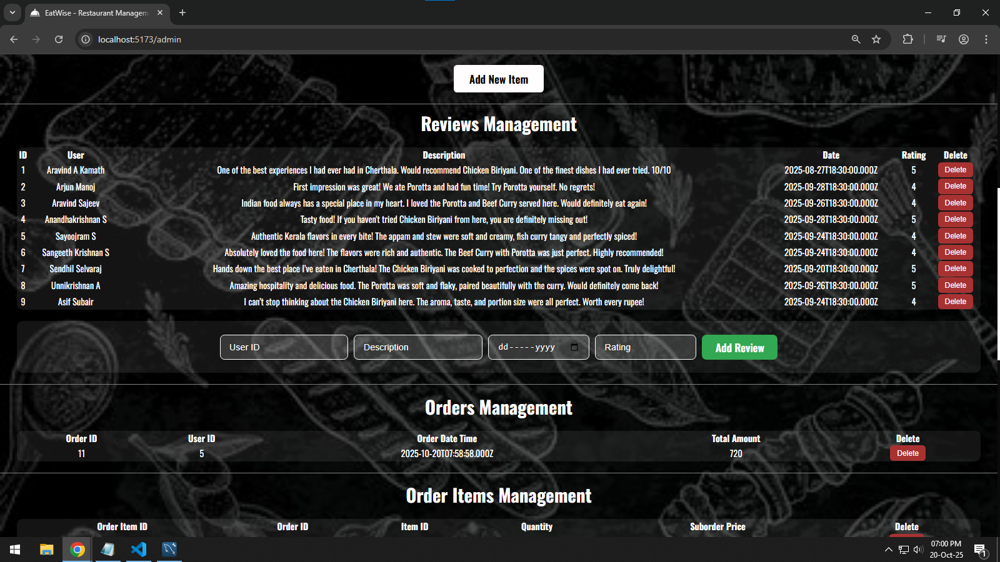 EatWise - Restaurant Managem
localhost:5173/admin
Add New Item
Reviews Management
ID User Description Date Rating Delete
1 Aravind A Kamath One of the best experiences I had ever had in Cherthala. Would recommend Chicken Biriyani. One of the finest dishes I had ever tried. 10/10 2025-08-27T18:30:00.000Z 5 Delete
2 Arjun Manoj First impression was great! We ate Porotta and had fun time! Try Porotta yourself. No regrets! 2025-09-28T18:30:00.000Z 4 Delete
3 Aravind Sajeev Indian food always has a special place in my heart. I loved the Porotta and Beef Curry served here. Would definitely eat again! 2025-09-26T18:30:00.000Z 4 Delete
4 Anandhakrishnan S Tasty food! If you haven't tried Chicken Biriyani from here, you are definitely missing out! 2025-09-28T18:30:00.000Z 5 Delete
5 Sayoojram S Authentic Kerala flavors in every bite! The appam and stew were soft and creamy, fish curry tangy and perfectly spiced! 2025-09-24T18:30:00.000Z 4 Delete
6 Sangeeth Krishnan S Absolutely loved the food here! The flavors were rich and authentic. The Beef Curry with Porotta was just perfect. Highly recommended! 2025-09-24T18:30:00.000Z 4 Delete
7 Sendhil Selvaraj Hands down the best place I've eaten in Cherthala! The Chicken Biriyani was cooked to perfection and the spices were spot on. Truly delightful! 2025-09-20T18:30:00.000Z 5 Delete
8 Unnikrishnan A Amazing hospitality and delicious food. The Porotta was soft and flaky, paired beautifully with the curry. Would definitely come back! 2025-09-26T18:30:00.000Z 5 Delete
9 Asif Subair I can't stop thinking about the Chicken Biriyani here. The aroma, taste, and portion size were all perfect. Worth every rupee! 2025-09-24T18:30:00.000Z 4 Delete
User ID Description dd-----yyyy Rating Add Review
Orders Management
Order ID User ID Order Date Time Total Amount Delete
11 5 2025-10-20T07:58:58.000Z 720 Delete
Order Items Management
Order Item ID Order ID Item ID Quantity Suborder Price Delete
07:00 PM
20-Oct-25
1